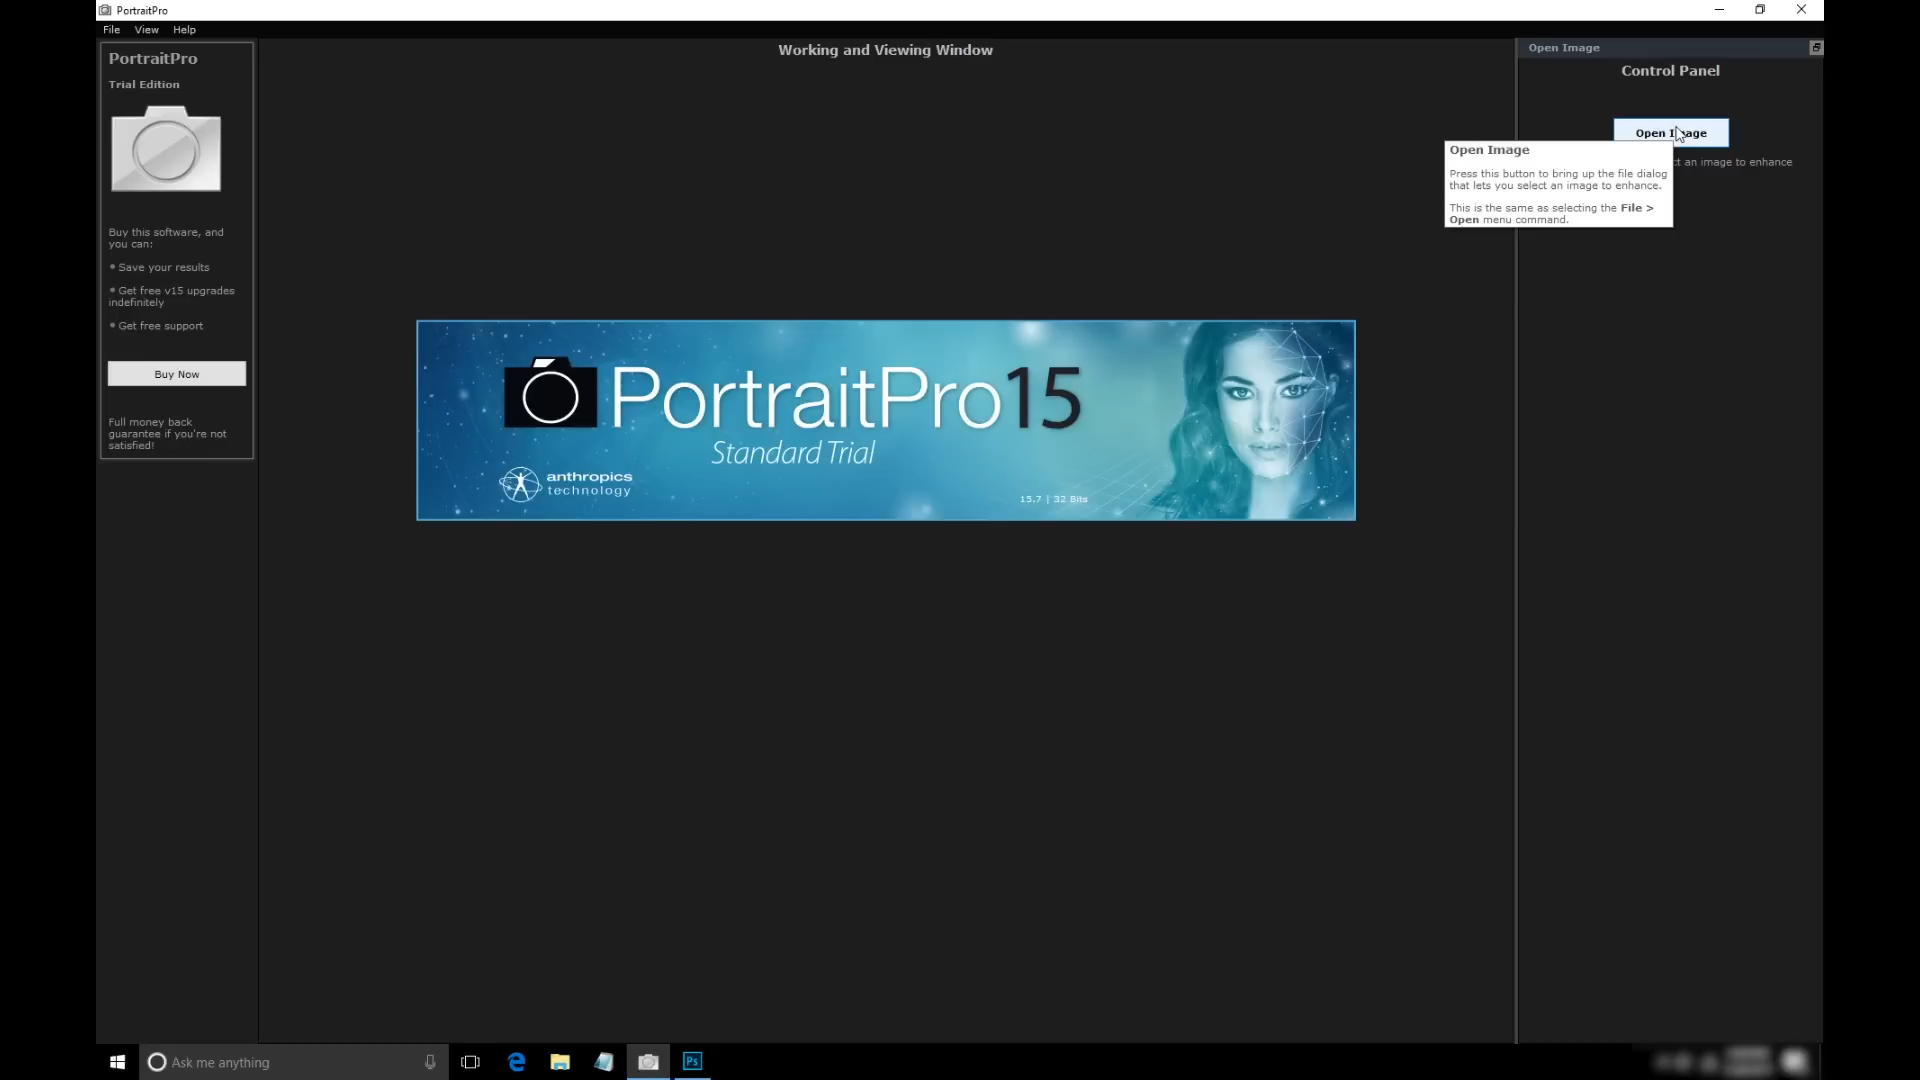 PortraitPro
File View Help
PortraitPro
Trial Edition
Buy this software, and
you can:
• Save your results
• Get free v15 upgrades
indefinitely
• Get free support
Buy Now
Full money back
guarantee if you're not
satisfied!
Working and Viewing Window
PortraitPro15
Standard Trial
anthropics
technology
15.7 | 32 Bits
Open Image
Control Panel
Open Image
an image to enhance
Open Image
Press this button to bring up the file dialog
that lets you select an image to enhance.
This is the same as selecting the File >
Open menu command.
Ask me anything
Ps